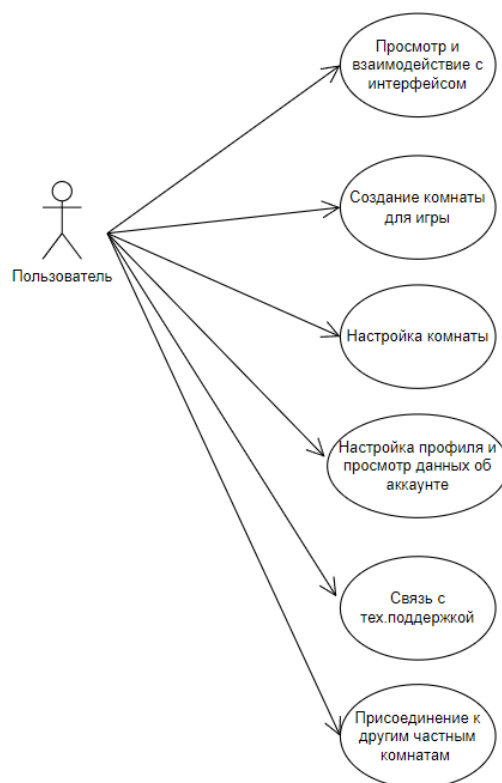 Просмотр и
взаимодействие с
интерфейсом
Создание комнаты
для игры
Пользователь
Настройка комнаты
Настройка профиля и
просмотр данных об
аккаунте
Связь с
тех.поддержкой
Присоединение к
другим частным
комнатам